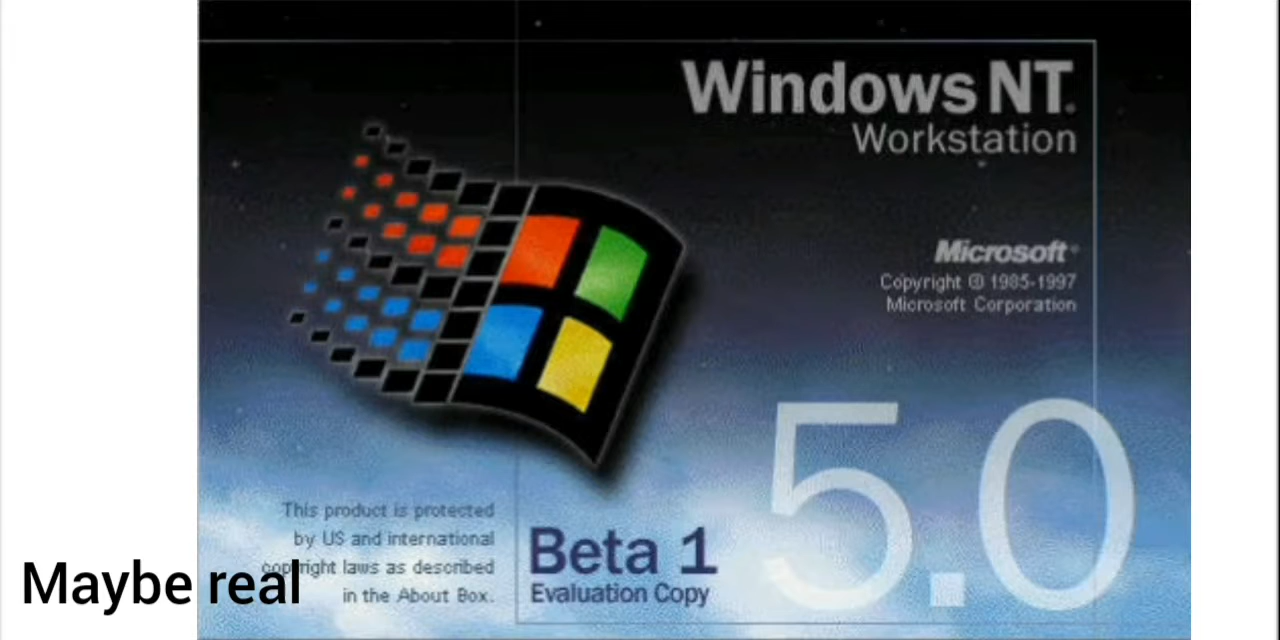 Windows NT.
Workstation
Microsoft®
Copyright © 1985-1997
Microsoft Corporation
5.0
This product is protected
by US and international
copyright laws as described
in the About Box.
Beta 1
Evaluation Copy
Maybe real